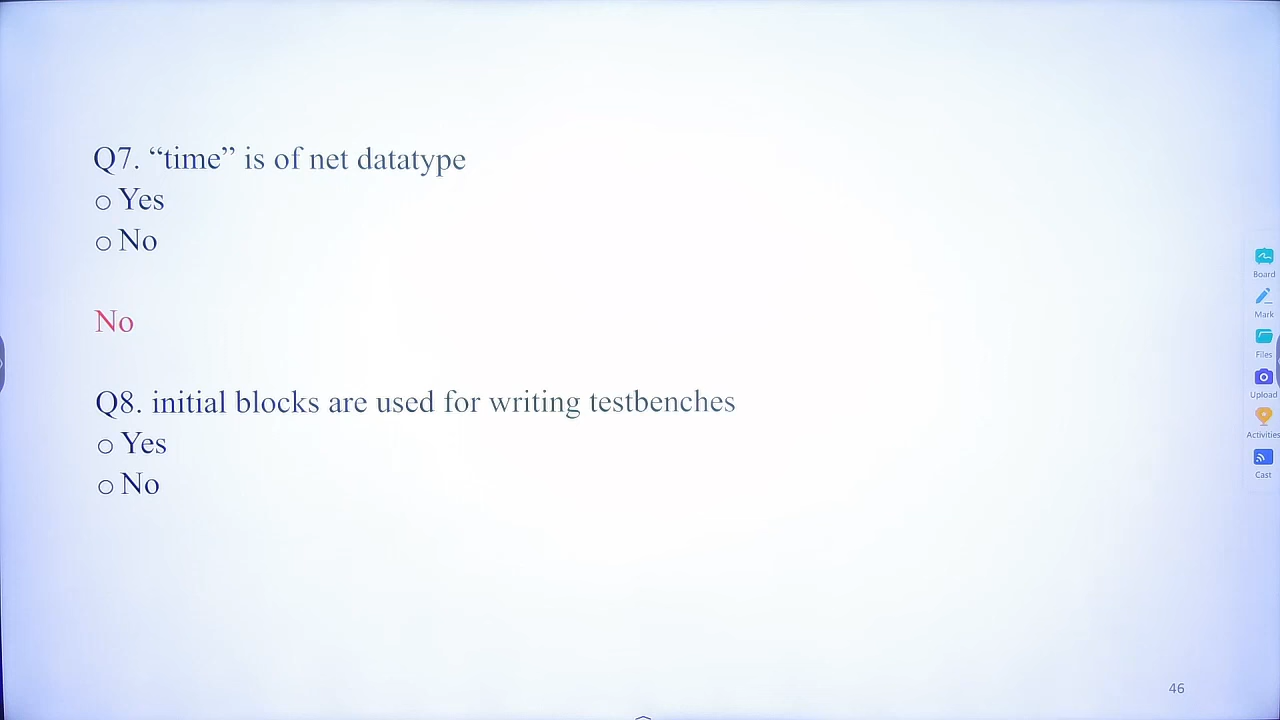 Q7. “time” is of net datatype
○ Yes
○ No
No
Q8. initial blocks are used for writing testbenches
○ Yes
○ No
Board
Mark
Files
Upload
Activities
Cast
46